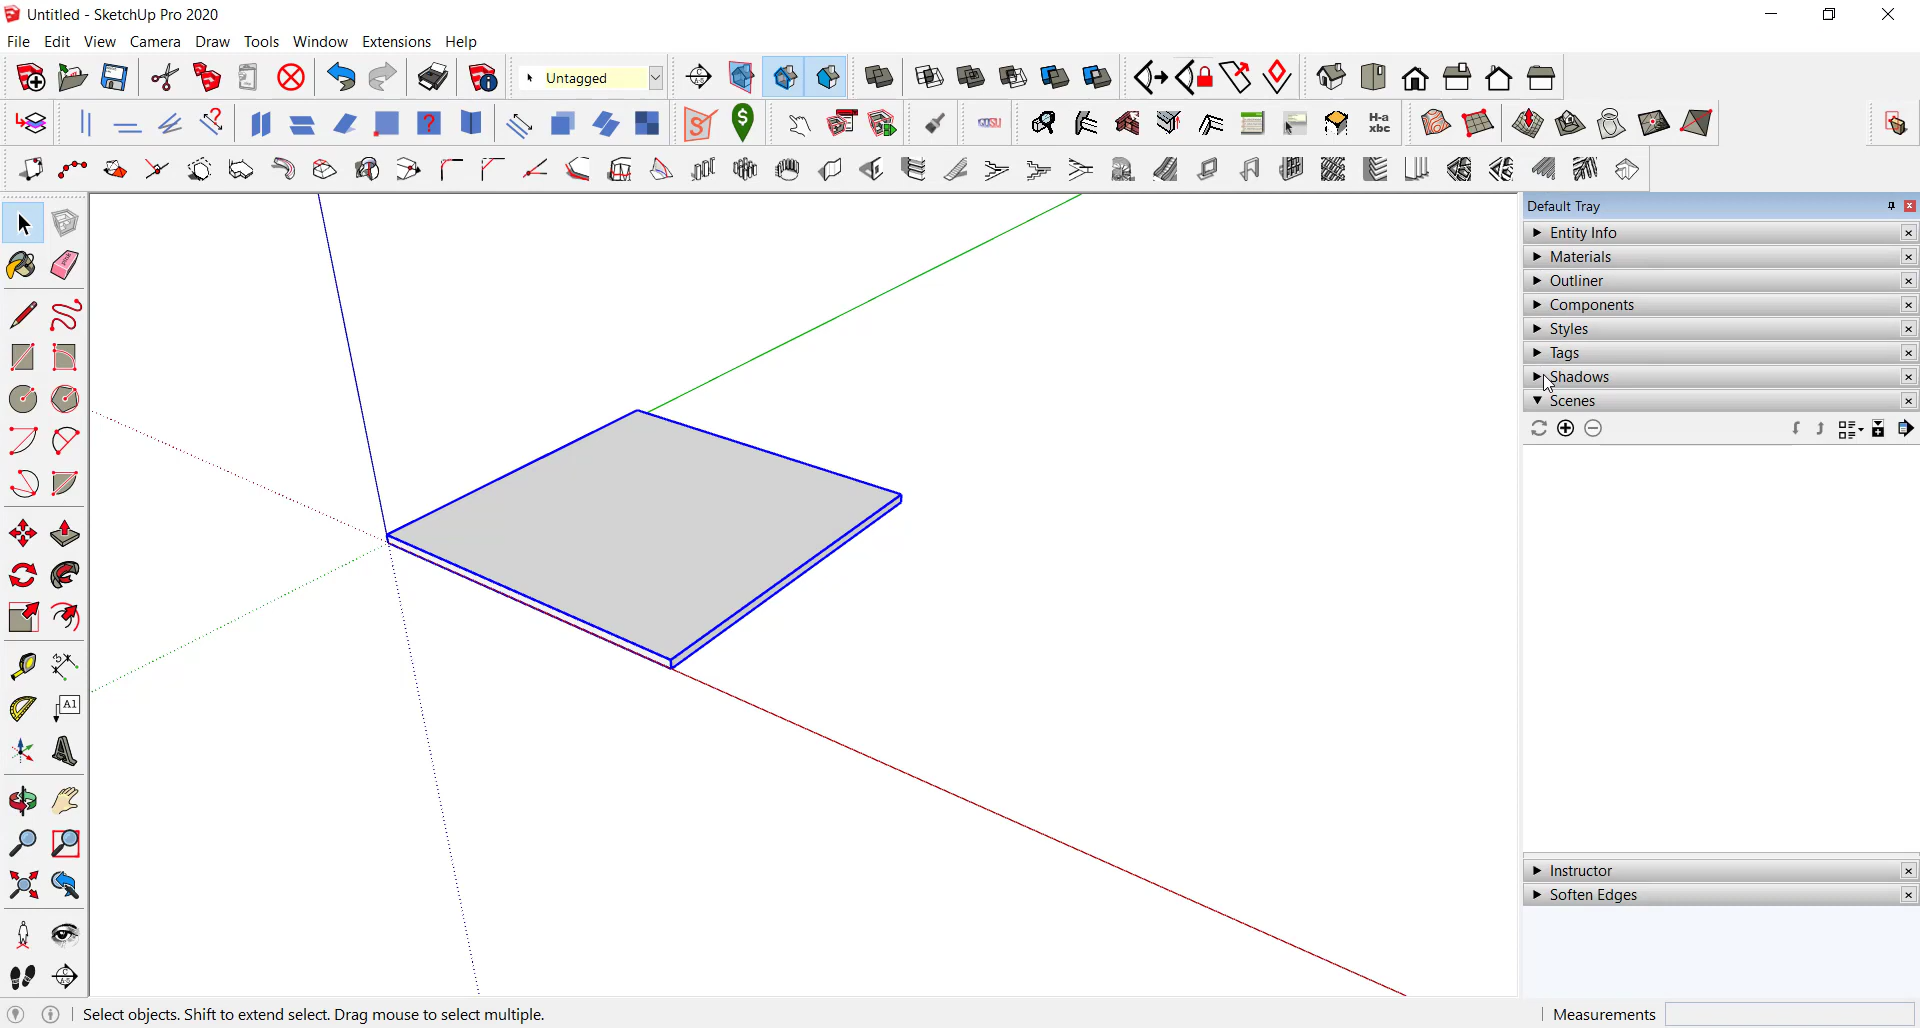 Untitled - SketchUp Pro 2020
File Edit View Camera Draw Tools Window Extensions Help
Untagged
H-a
xbc
Default Tray
Entity Info
Materials
Outliner
Components
Styles
Tags
Shadows
Scenes
A1
Instructor
Soften Edges
Select objects. Shift to extend select. Drag mouse to select multiple.
Measurements